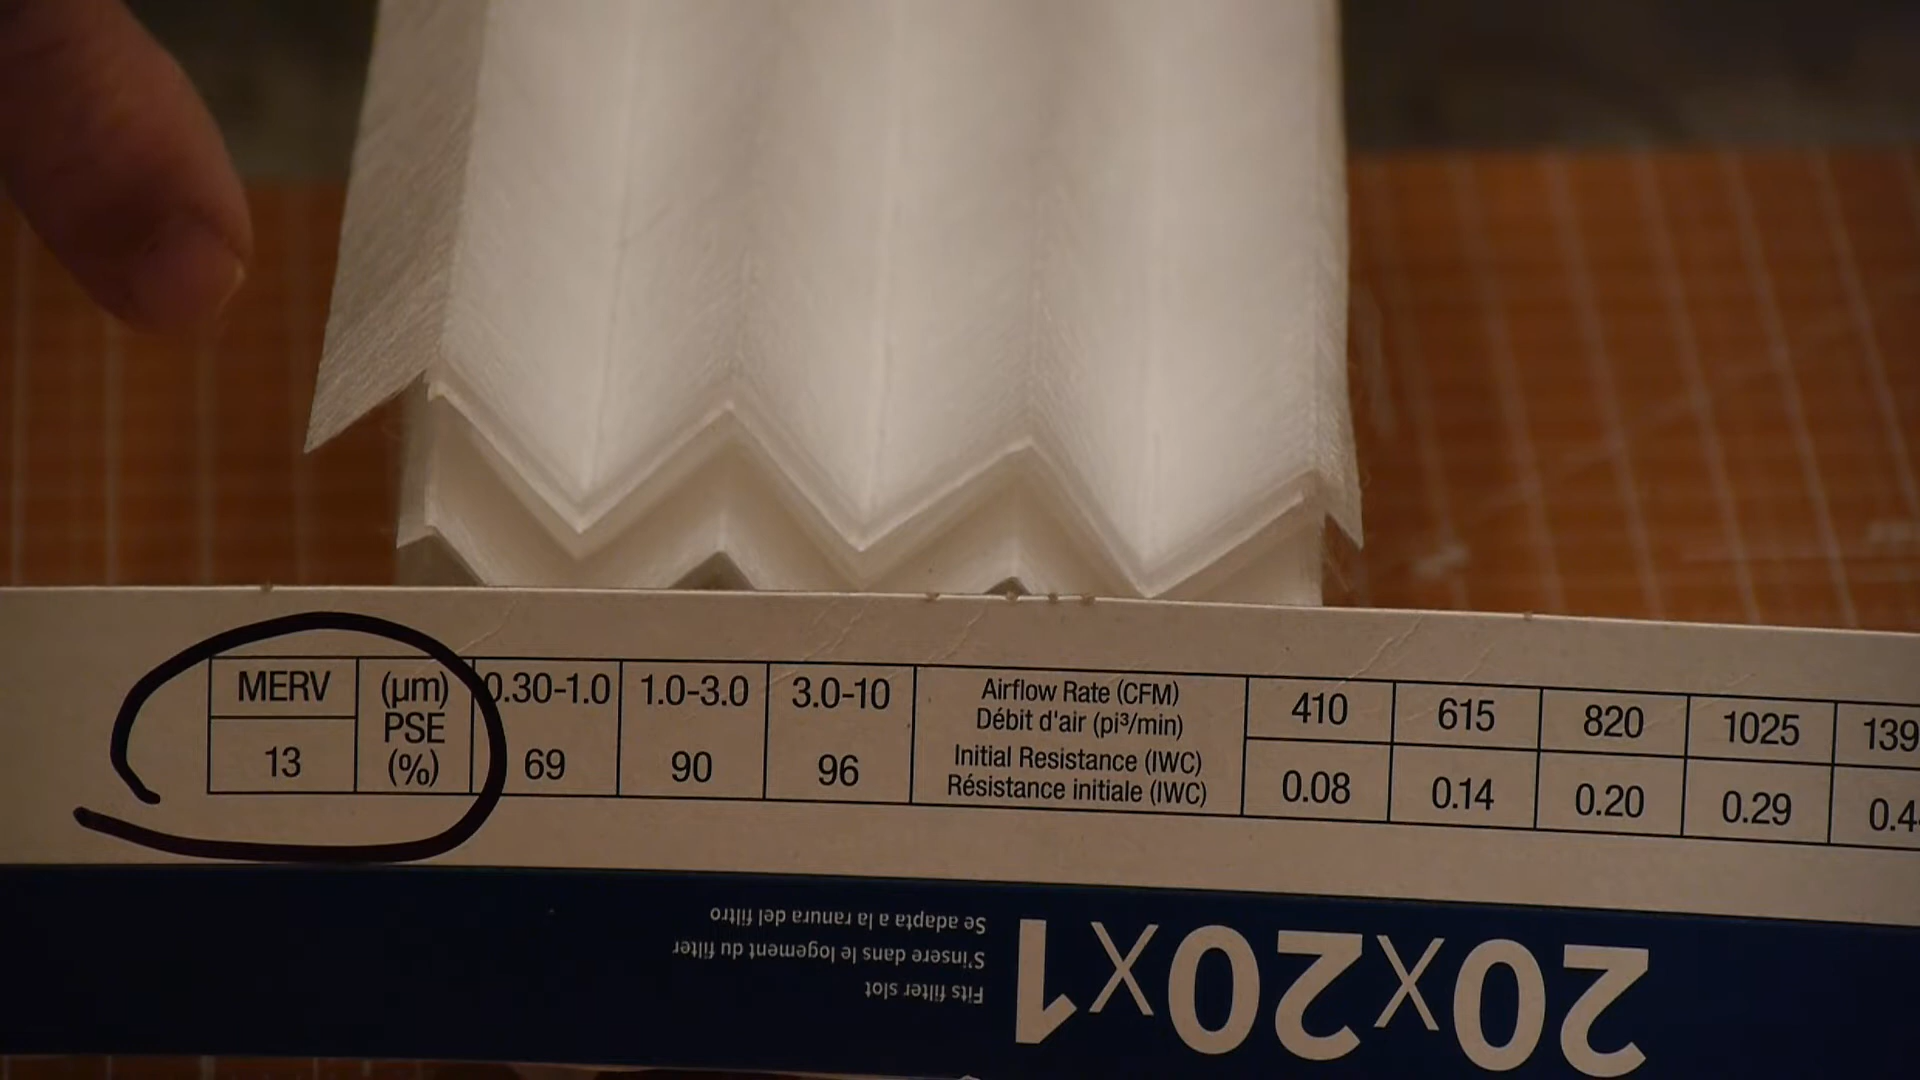 MERV
13
(µm)
PSE
(%)
0.30-1.0
69
1.0-3.0
90
3.0-10
96
Airflow Rate (CFM)
Débit d'air (pi³/min)
Initial Resistance (IWC)
Résistance initiale (IWC)
410
0.08
615
0.14
820
0.20
1025
0.29
20x20x1
Fits filter slot
S'insere dans le logement du filter
Se adapta a la ranura del filtro